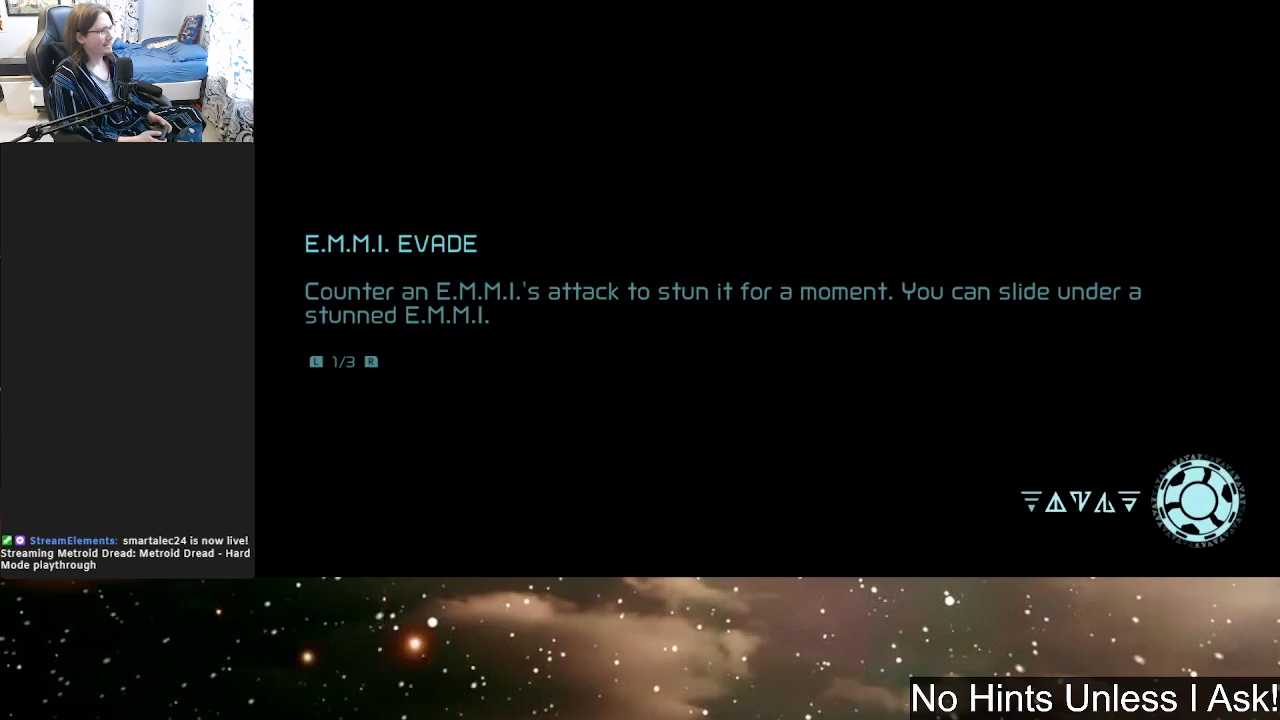 E.M.M.I. EVADE
Counter an E.M.M.I.'s attack to stun it for a moment. You can slide under a
stunned E.M.M.I.
L 1/3 R
StreamElements: smartalec24 is now live!
Streaming Metroid Dread: Metroid Dread - Hard
Mode playthrough
No Hints Unless I Ask!